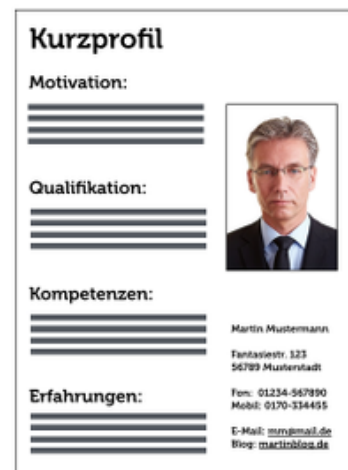 Kurzprofil
Motivation:
Qualifikation:
Kompetenzen:
Erfahrungen:
Martin Mustermann
Fantasiestr. 123
56789 Musterstadt
Fon: 01234-567890
Mobil: 0170-334455
E-Mail: mm@mail.de
Blog: martinblog.de